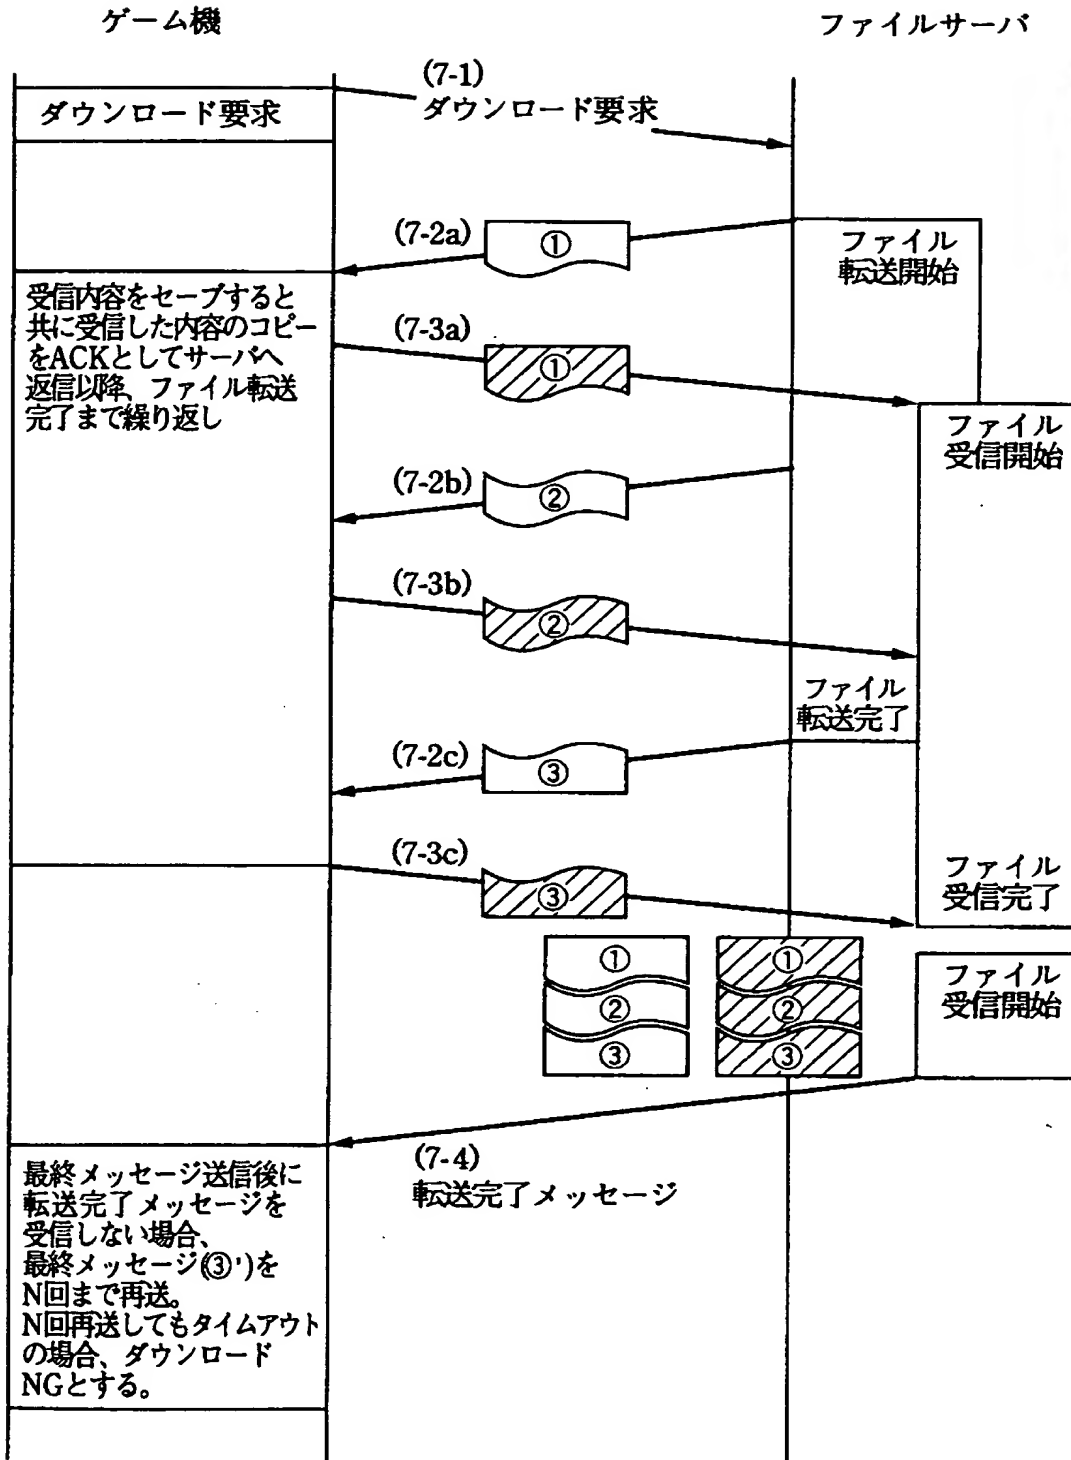 ゲーム機
ファイルサーバ
(7-1)
ダウンロード要求
ダウンロード要求
(7-2a)
①
ファイル
転送開始
受信内容をセーブすると
共に受信した内容のコピー
をACKとしてサーバへ
返信以降、ファイル転送
完了まで繰り返し
(7-3a)
①
ファイル
受信開始
(7-2b)
②
(7-3b)
②
ファイル
転送完了
(7-2c)
③
(7-3c)
③
ファイル
受信完了
①
②
③
①
②
③
ファイル
受信開始
(7-4)
転送完了メッセージ
最終メッセージ送信後に
転送完了メッセージを
受信しない場合、
最終メッセージ(③')を
N回まで再送。
N回再送してもタイムアウト
の場合、ダウンロード
NGとする。